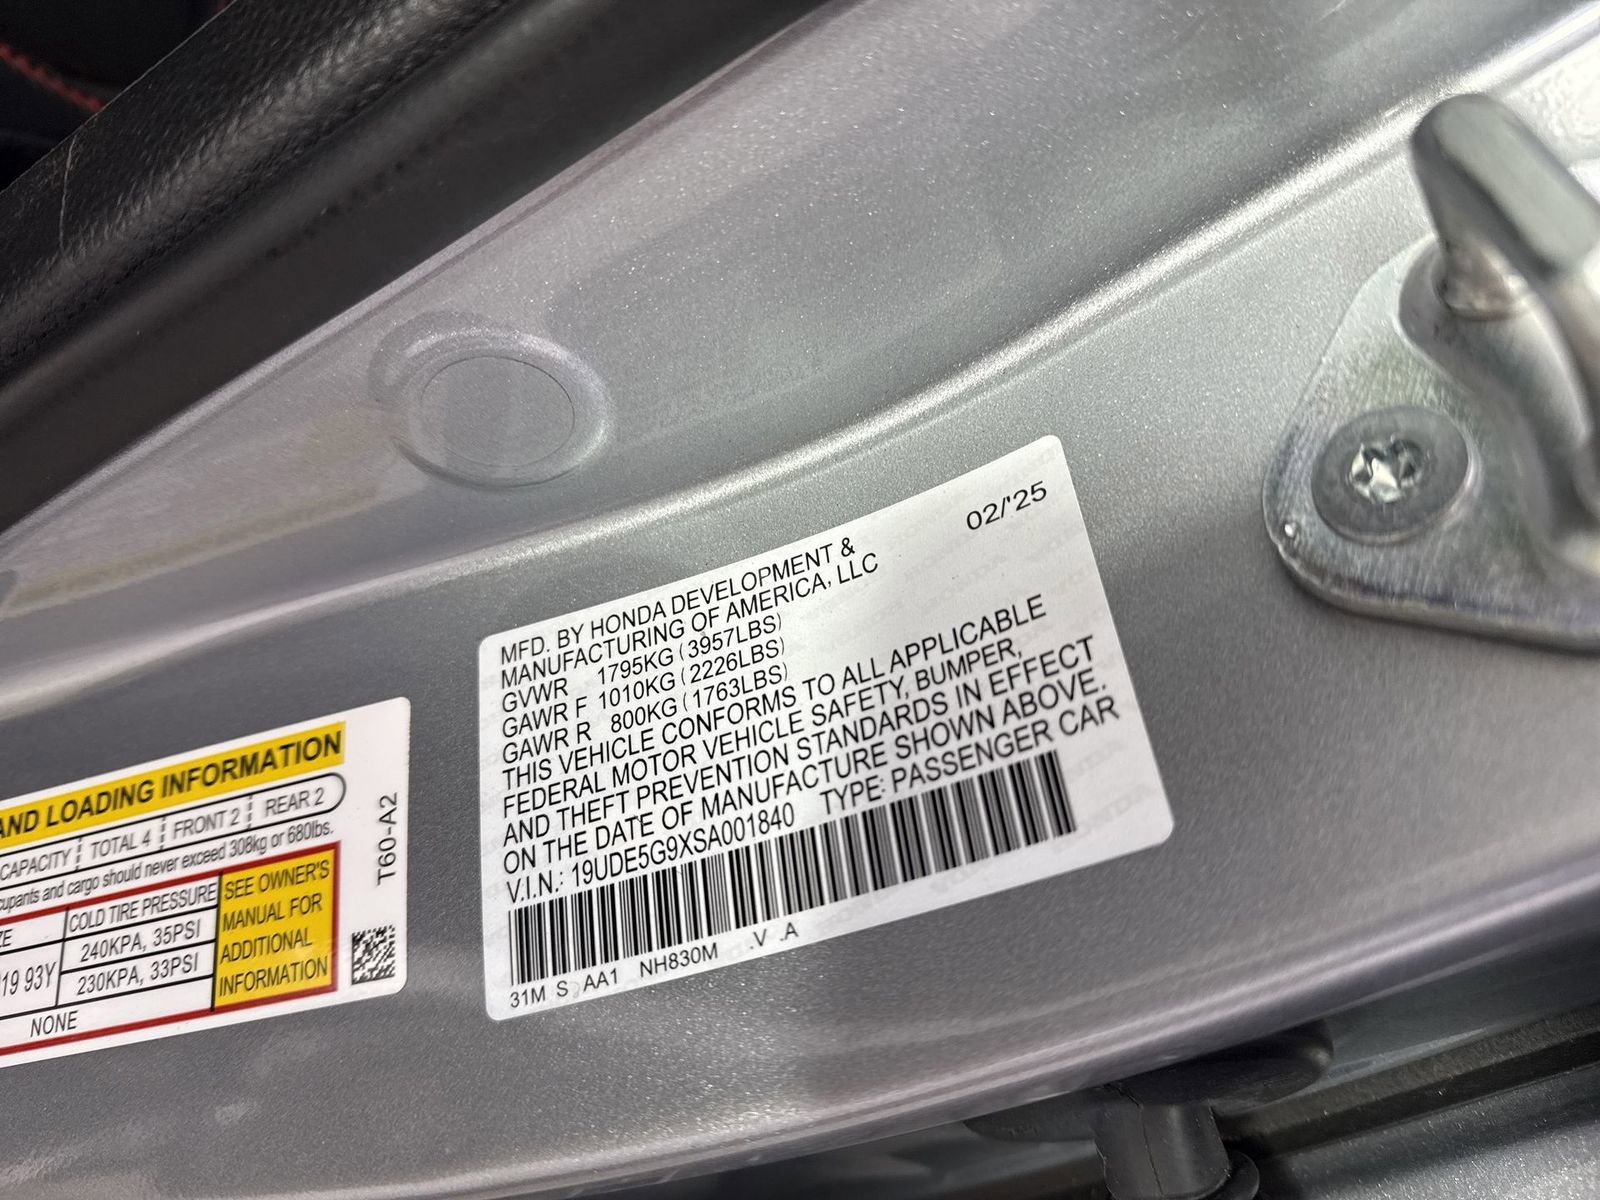 MFD. BY HONDA DEVELOPMENT &
MANUFACTURING OF AMERICA, LLC
02/'25
GVWR 1795KG (3957LBS)
GAWR F 1010KG (2226LBS)
GAWR R 800KG (1763LBS)
THIS VEHICLE CONFORMS TO ALL APPLICABLE
FEDERAL MOTOR VEHICLE SAFETY, BUMPER,
AND THEFT PREVENTION STANDARDS IN EFFECT
ON THE DATE OF MANUFACTURE SHOWN ABOVE.
V.I.N.: 19UDE5G9XSA001840 TYPE: PASSENGER CAR
31M S AA1 NH830M .V .A
AND LOADING INFORMATION
CAPACITY TOTAL 4 FRONT 2 REAR 2
cupants and cargo should never exceed 308kg or 680lbs.
ZE COLD TIRE PRESSURE
19 93Y
240KPA, 35PSI
230KPA, 33PSI
NONE
SEE OWNER'S
MANUAL FOR
ADDITIONAL
INFORMATION
T60-A2